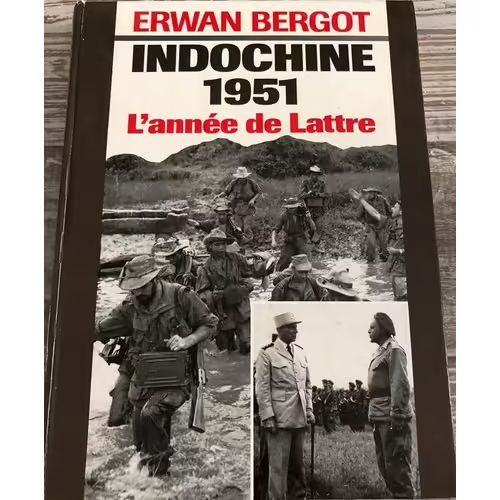 ERWAN BERGOT
INDOCHINE
1951
L'année de Lattre